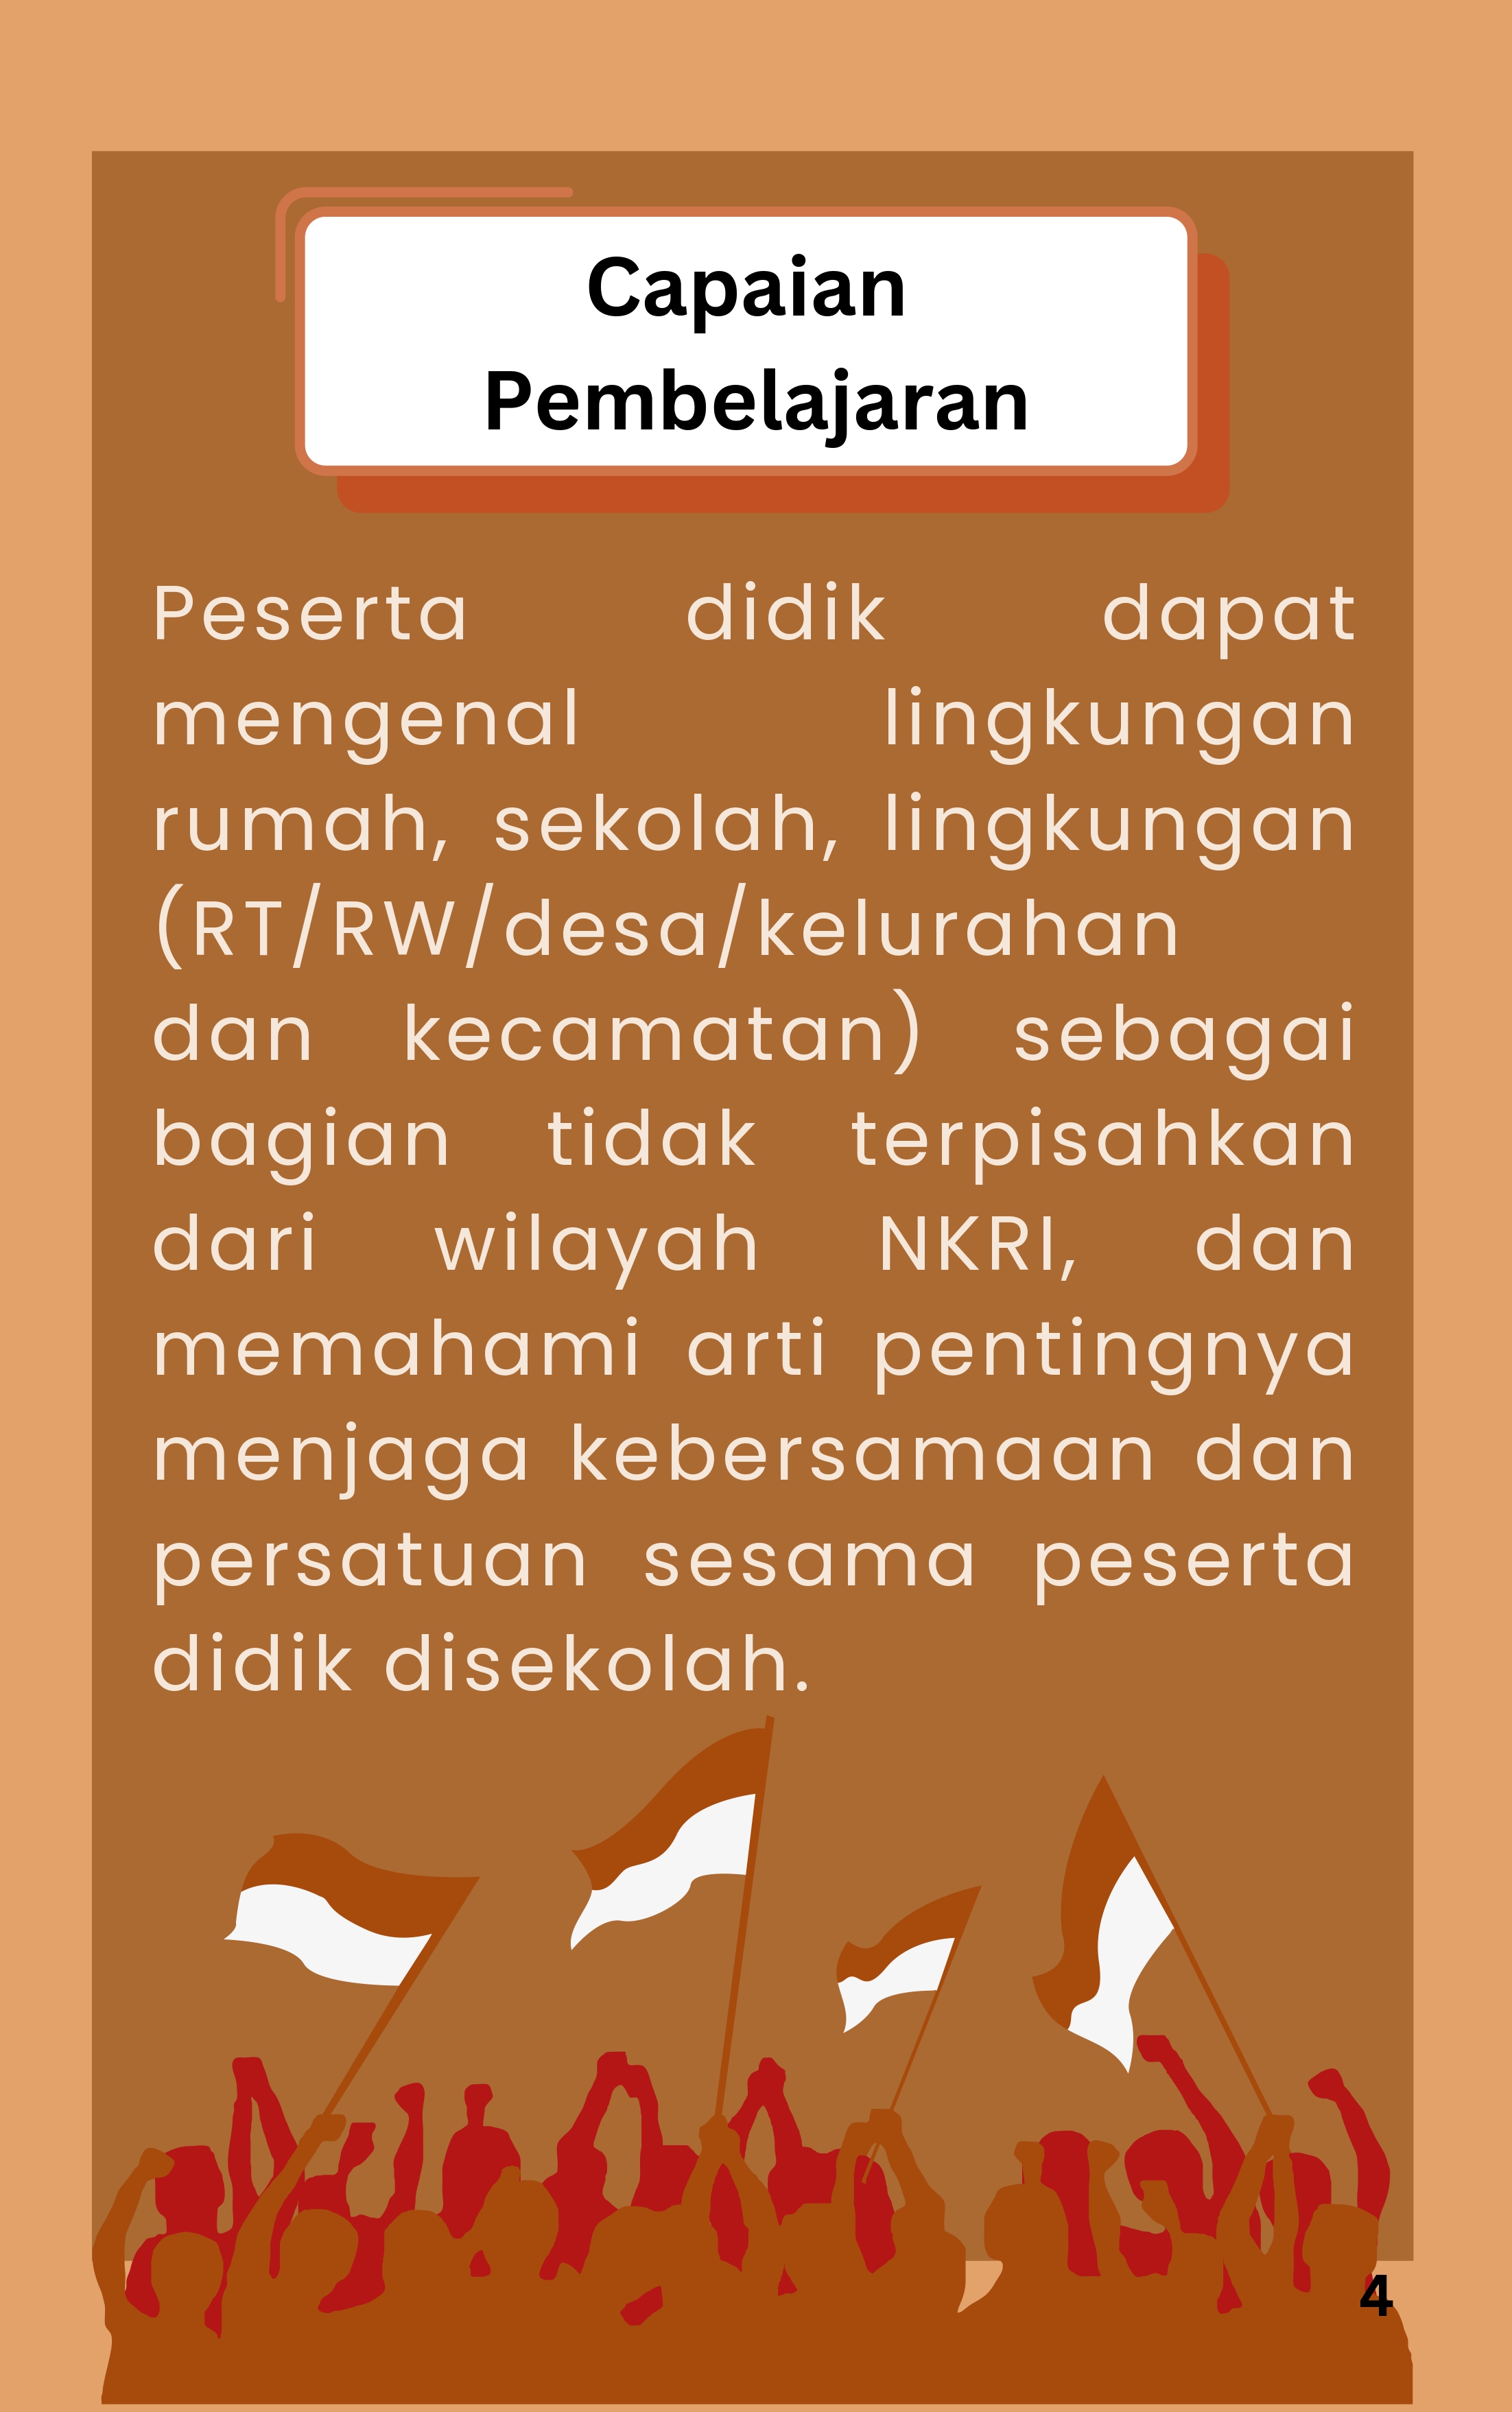 Capaian
Pembelajaran
Peserta didik dapat
mengenal lingkungan
rumah, sekolah, lingkungan
(RT/RW/desa/kelurahan
dan kecamatan) sebagai
bagian tidak terpisahkan
dari wilayah NKRI, dan
memahami arti pentingnya
menjaga kebersamaan dan
persatuan sesama peserta
didik disekolah.
4